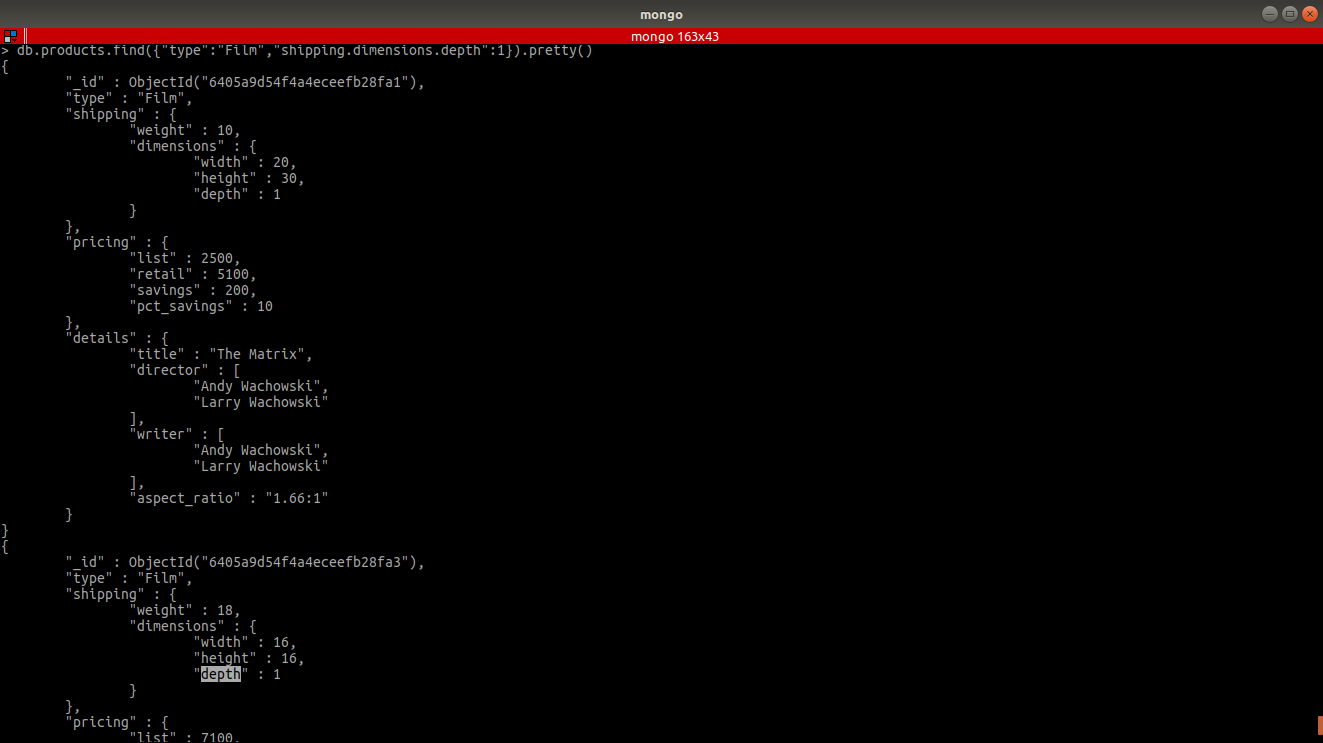 mongo
mongo 163x43
> db.products.find({"type":"Film","shipping.dimensions.depth":1}).pretty()
{
        "_id" : ObjectId("6405a9d54f4a4eceefb28fa1"),
        "type" : "Film",
        "shipping" : {
                "weight" : 10,
                "dimensions" : {
                        "width" : 20,
                        "height" : 30,
                        "depth" : 1
                }
        },
        "pricing" : {
                "list" : 2500,
                "retail" : 5100,
                "savings" : 200,
                "pct_savings" : 10
        },
        "details" : {
                "title" : "The Matrix",
                "director" : [
                        "Andy Wachowski",
                        "Larry Wachowski"
                ],
                "writer" : [
                        "Andy Wachowski",
                        "Larry Wachowski"
                ],
                "aspect_ratio" : "1.66:1"
        }
}
{
        "_id" : ObjectId("6405a9d54f4a4eceefb28fa3"),
        "type" : "Film",
        "shipping" : {
                "weight" : 18,
                "dimensions" : {
                        "width" : 16,
                        "height" : 16,
                        "depth" : 1
                }
        },
        "pricing" : {
                "list" : 7100,